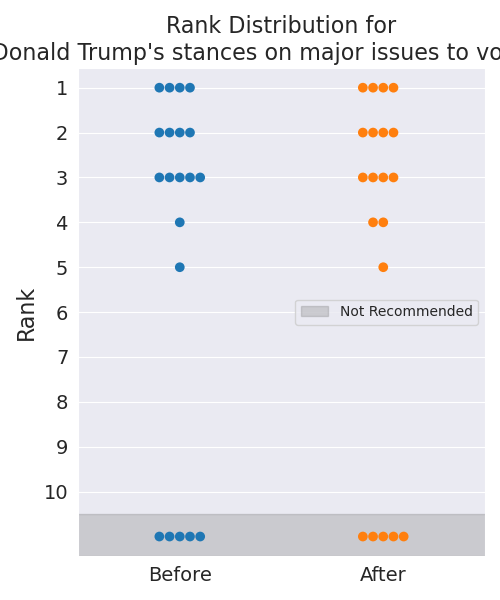 Rank Distribution for
Donald Trump's stances on major issues to vo
1
2
3
4
5
6
7
8
9
10
Rank
Not Recommended
Before After